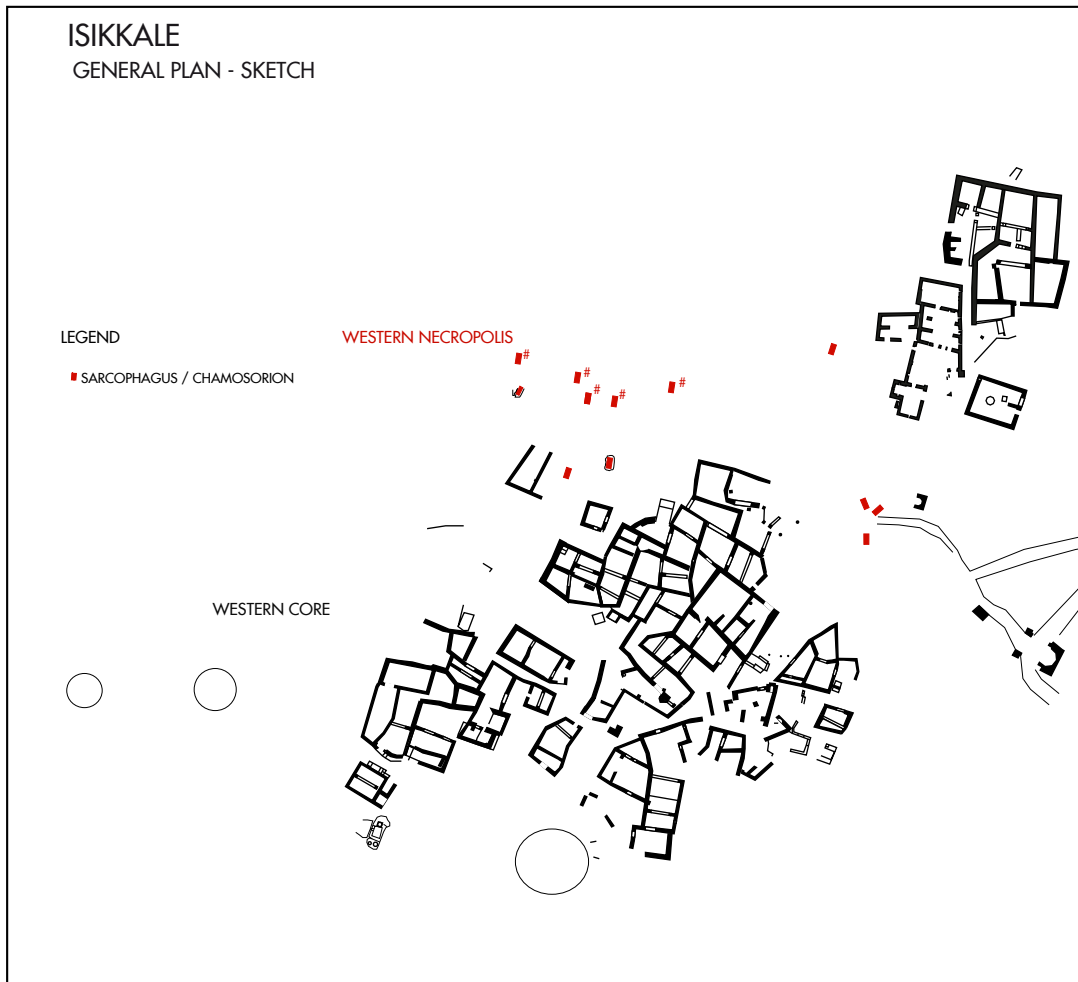 ISIKKALE
GENERAL PLAN - SKETCH
LEGEND
WESTERN NECROPOLIS
#
SARCOPHAGUS / CHAMOSORION
#
#
#
#
WESTERN CORE